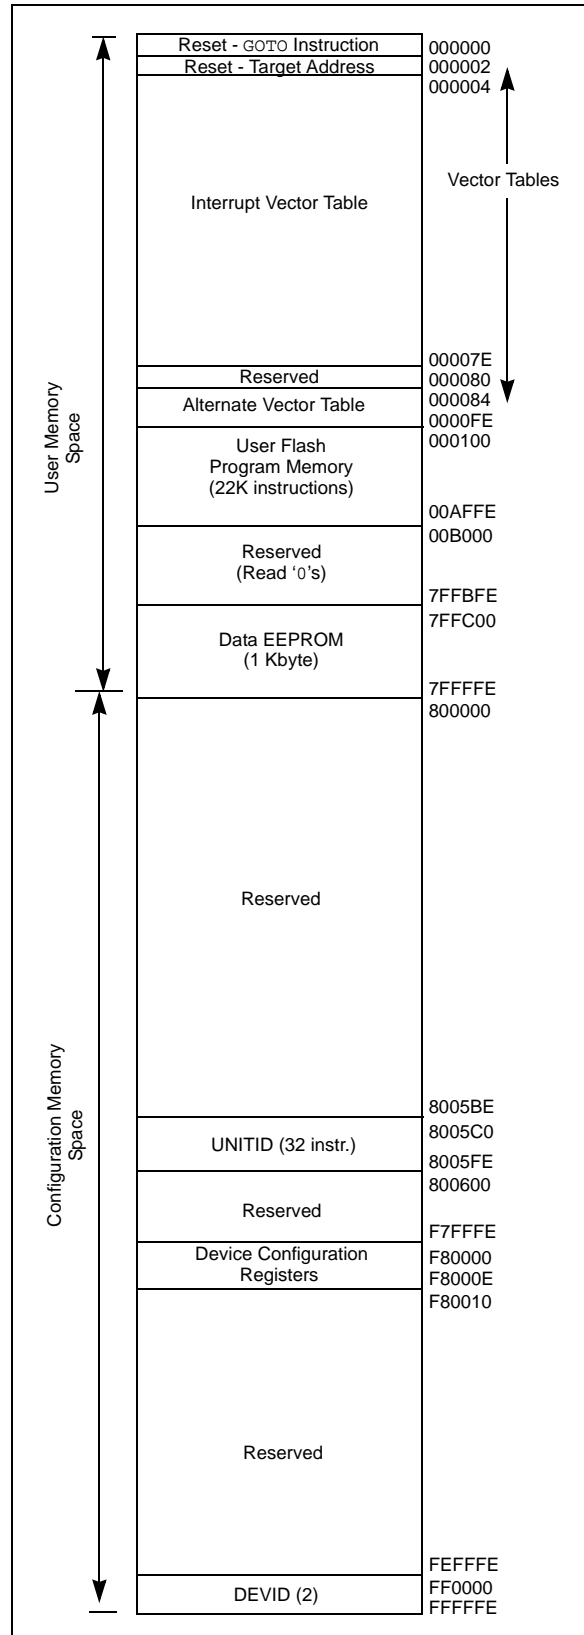 Reset - GOTO Instruction
000000
Reset - Target Address
000002
000004
Interrupt Vector Table
Vector Tables
00007E
Reserved
000080
Alternate Vector Table
000084
0000FE
User Flash
Program Memory
(22K instructions)
000100
00AFFE
00B000
Reserved
(Read ‘0’s)
7FFBFE
7FFC00
Data EEPROM
(1 Kbyte)
7FFFFE
User Memory
Space
800000
Reserved
8005BE
8005C0
UNITID (32 instr.)
8005FE
800600
Reserved
F7FFFE
Device Configuration
Registers
F80000
F8000E
F80010
Reserved
FEFFFE
FF0000
DEVID (2)
FFFFFE
Configuration Memory
Space